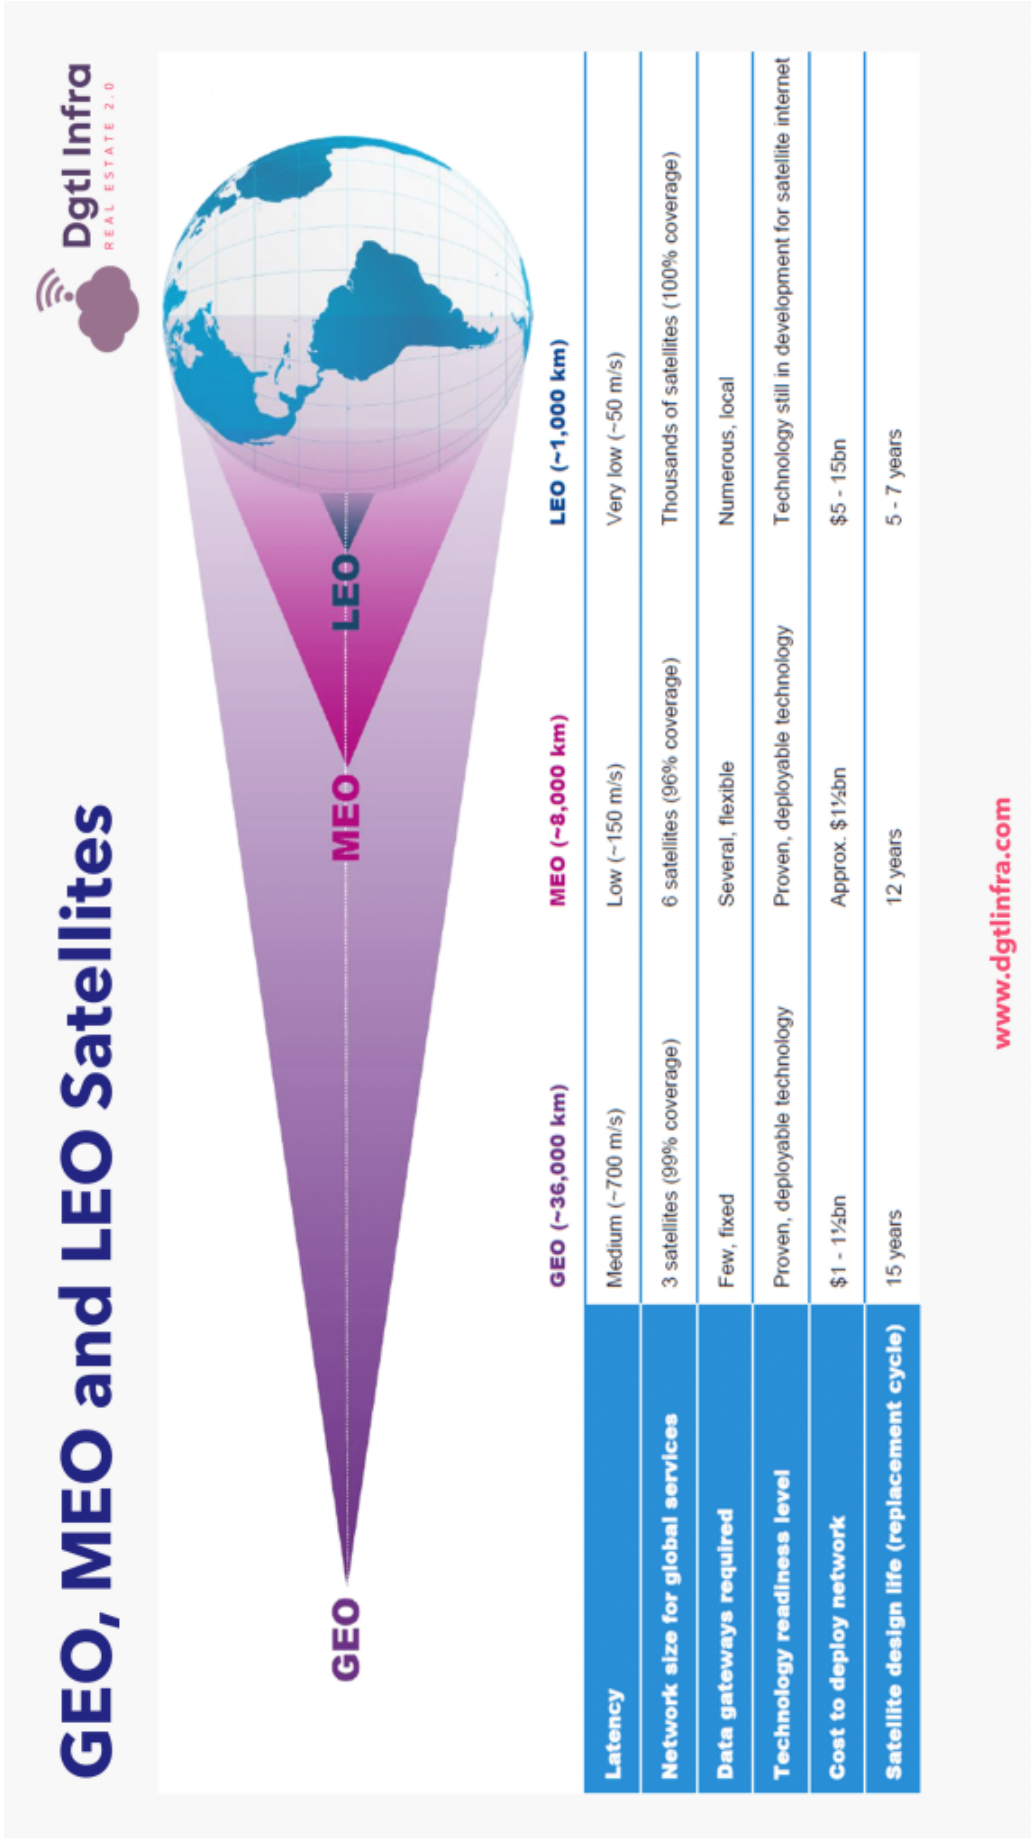 GEO, MEO and LEO Satellites
Dgtl Infra
REAL ESTATE 2.0
GEO
MEO
LEO
GEO (~36,000 km) MEO (~8,000 km) LEO (~1,000 km)
Latency Medium (~700 m/s) Low (~150 m/s) Very low (~50 m/s)
Network size for global services 3 satellites (99% coverage) 6 satellites (96% coverage) Thousands of satellites (100% coverage)
Data gateways required Few, fixed Several, flexible Numerous, local
Technology readiness level Proven, deployable technology Proven, deployable technology Technology still in development for satellite internet
Cost to deploy network $1 - 1½bn Approx. $1½bn $5 - 15bn
Satellite design life (replacement cycle) 15 years 12 years 5 - 7 years
www.dgtlinfra.com